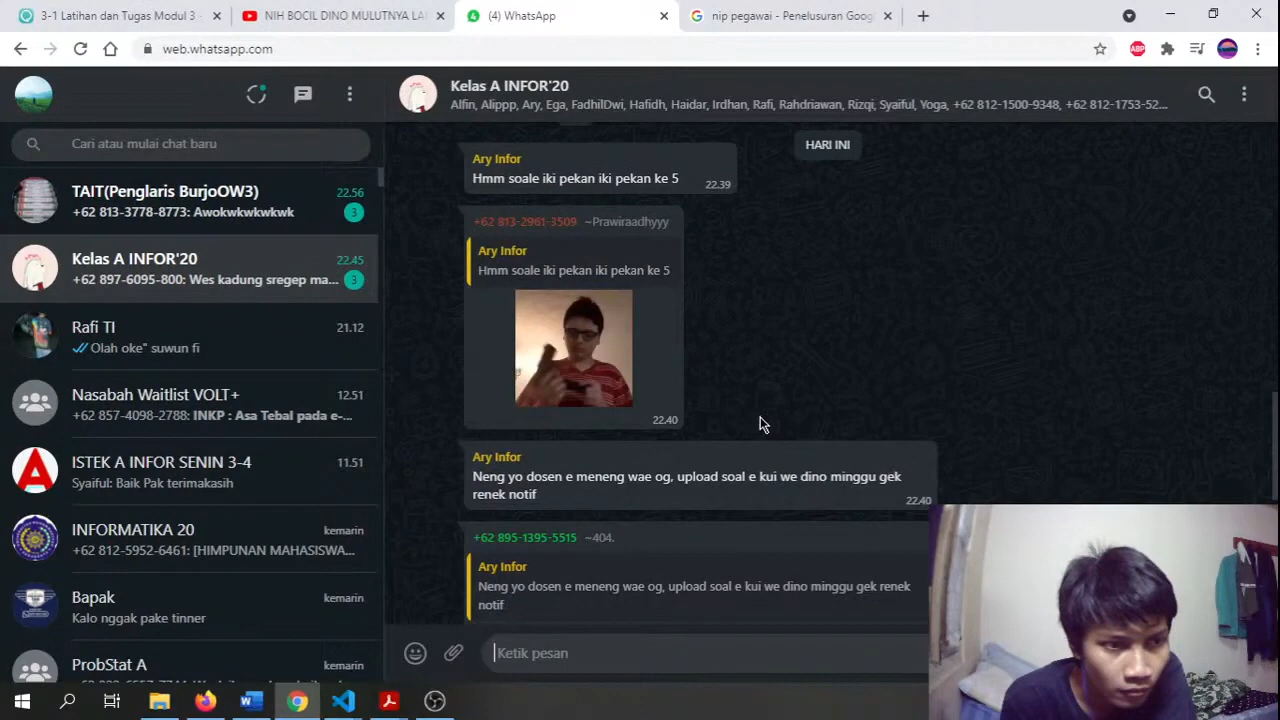 3-1 Latihan dan Tugas Modul 3 -
NIH BOCIL DINO MULUTNYA LA
(4) WhatsApp
nip pegawai - Penelusuran Goog
web.whatsapp.com
ABP
Kelas A INFOR'20
Alfin, Alippp, Ary, Ega, FadhilDwi, Hafidh, Haidar, Irdhan, Rafi, Rahdriawan, Rizqi, Syaiful, Yoga, +62 812-1500-9348, +62 812-1753-52...
Cari atau mulai chat baru
TAIT(Penglaris BurjoOW3)
22.56
+62 813-3778-8773: Awokwkwkwkwk
3
Kelas A INFOR'20
22.45
+62 897-6095-800: Wes kadung sregep ma...
3
Rafi TI
21.12
Olah oke" suwun fi
Nasabah Waitlist VOLT+
12.51
+62 857-4098-2788: INKP : Asa Tebal pada e-...
ISTEK A INFOR SENIN 3-4
11.51
Syaiful: Baik Pak terimakasih
INFORMATIKA 20
kemarin
+62 812-5952-6461: [HIMPUNAN MAHASISWA...
Bapak
kemarin
Kalo nggak pake tinner
ProbStat A
kemarin
HARI INI
Ary Infor
Hmm soale iki pekan iki pekan ke 5
22.39
+62 813-2961-3509 ~Prawiraadhyyy
Ary Infor
Hmm soale iki pekan iki pekan ke 5
22.40
Ary Infor
Neng yo dosen e meneng wae og, upload soal e kui we dino minggu gek
renek notif
22.40
+62 895-1395-5515 ~404.
Ary Infor
Neng yo dosen e meneng wae og, upload soal e kui we dino minggu gek renek
notif
Ketik pesan